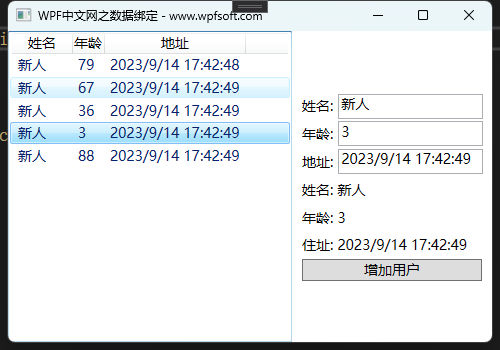 WPF中文网之数据绑定 - www.wpfsoft.com
姓名 年龄 地址
新人 79 2023/9/14 17:42:48
新人 67 2023/9/14 17:42:49
新人 36 2023/9/14 17:42:49
新人 3 2023/9/14 17:42:49
新人 88 2023/9/14 17:42:49
姓名: 新人
年龄: 3
地址: 2023/9/14 17:42:49
姓名: 新人
年龄: 3
住址: 2023/9/14 17:42:49
增加用户